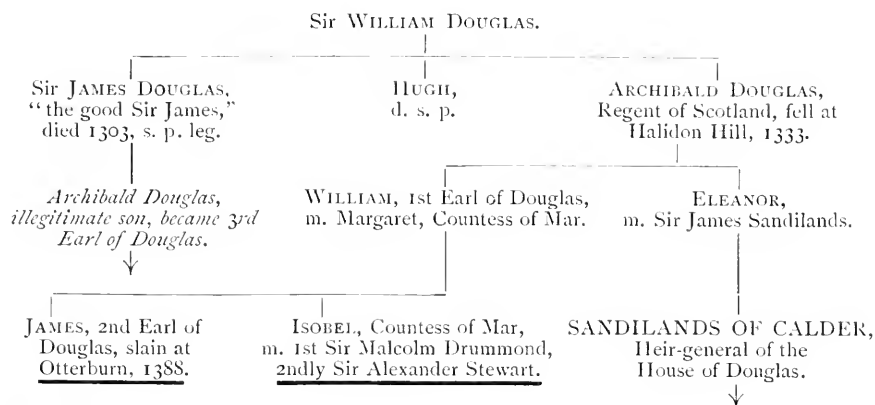 Sir WILLIAM DOUGLAS.
Sir JAMES DOUGLAS,
"the good Sir James,"
died 1303, s. p. leg.
HUGH,
d. s. p.
ARCHIBALD DOUGLAS,
Regent of Scotland, fell at
Halidon Hill, 1333.
Archibald Douglas,
illegitimate son, became 3rd
Earl of Douglas.
WILLIAM, 1st Earl of Douglas,
m. Margaret, Countess of Mar.
ELEANOR,
m. Sir James Sandilands.
JAMES, 2nd Earl of
Douglas, slain at
Otterburn, 1388.
ISOBEL, Countess of Mar,
m. 1st Sir Malcolm Drummond,
2ndly Sir Alexander Stewart.
SANDILANDS OF CALDER,
Heir-general of the
House of Douglas.